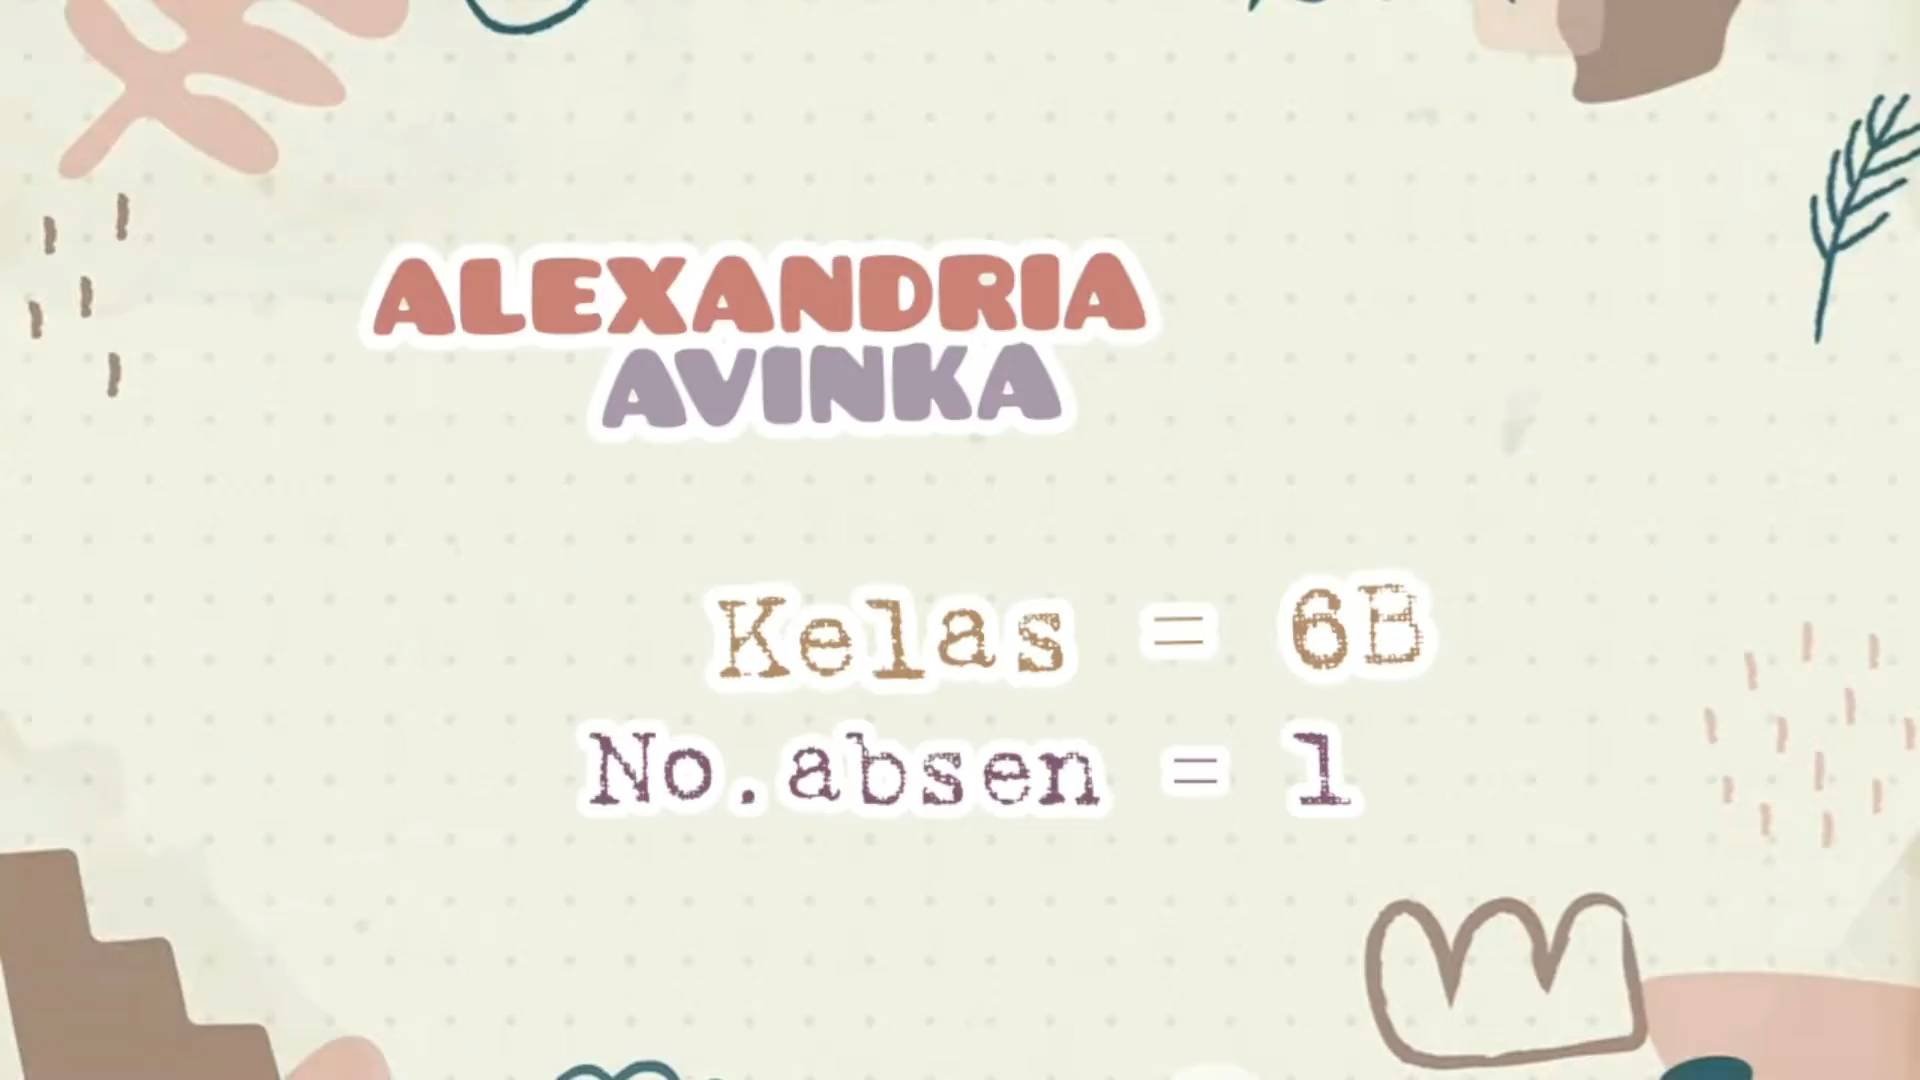 ALEXANDRIA
AVINKA
Kelas = 6B
No.absen = 1